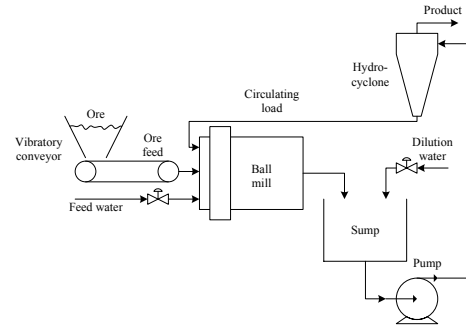 Product
Hydro-
cyclone
Circulating
load
Ore
Vibratory
conveyor
Ore
feed
Dilution
water
Ball
mill
Feed water
Sump
Pump